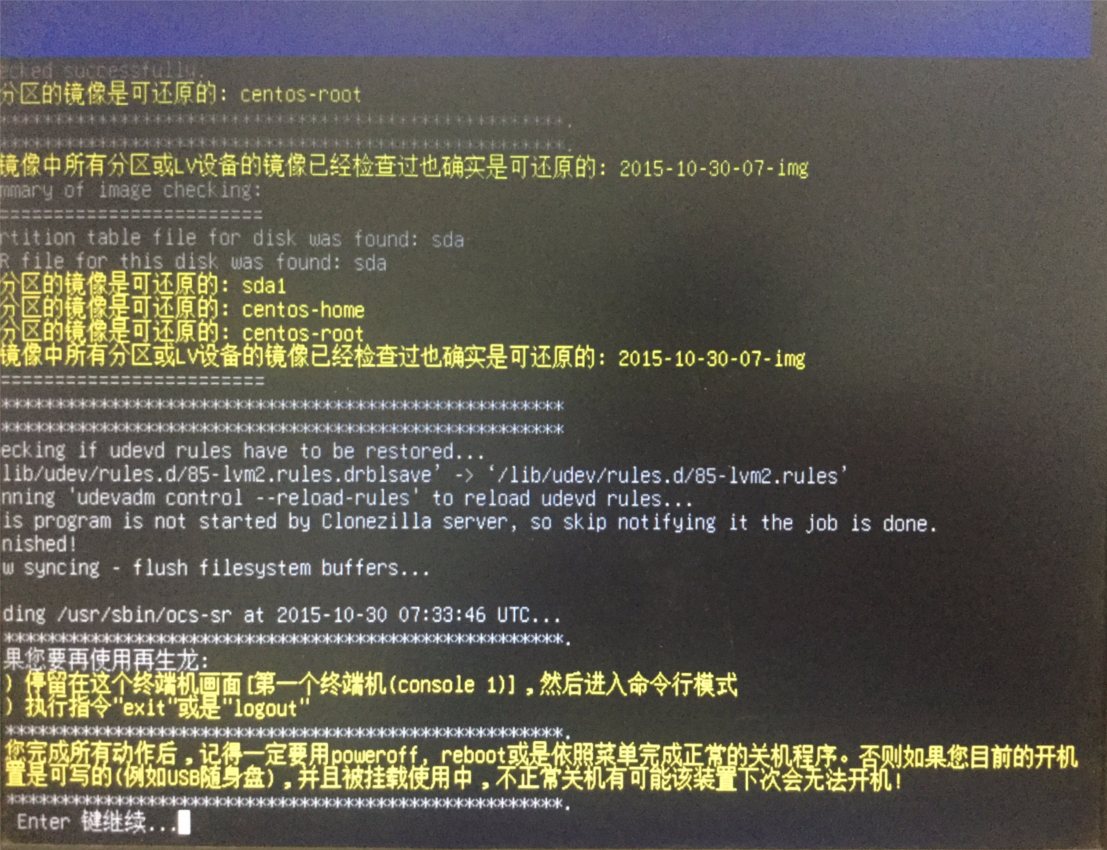 ecked successfully.
分区的镜像是可还原的: centos-root
***************************************************.
***************************************************.
镜像中所有分区或LV设备的镜像已经检查过也确实是可还原的: 2015-10-30-07-img
mmary of image checking:
========================
rtition table file for disk was found: sda
R file for this disk was found: sda
分区的镜像是可还原的: sda1
分区的镜像是可还原的: centos-home
分区的镜像是可还原的: centos-root
镜像中所有分区或LV设备的镜像已经检查过也确实是可还原的: 2015-10-30-07-img
========================
***************************************************
***************************************************
ecking if udevd rules have to be restored...
lib/udev/rules.d/85-lvm2.rules.drblsave’ -> ‘/lib/udev/rules.d/85-lvm2.rules’
nning 'udevadm control --reload-rules' to reload udevd rules...
is program is not started by Clonezilla server, so skip notifying it the job is done.
nished!
w syncing - flush filesystem buffers...
ding /usr/sbin/ocs-sr at 2015-10-30 07:33:46 UTC...
***************************************************.
果您要再使用再生龙:
) 停留在这个终端机画面[第一个终端机(console 1)],然后进入命令行模式
) 执行指令"exit"或是"logout"
***************************************************.
您完成所有动作后,记得一定要用poweroff, reboot或是依照菜单完成正常的关机程序。否则如果您目前的开机
置是可写的(例如USB随身盘),并且被挂载使用中,不正常关机有可能该装置下次会无法开机!
***************************************************.
Enter 键继续...